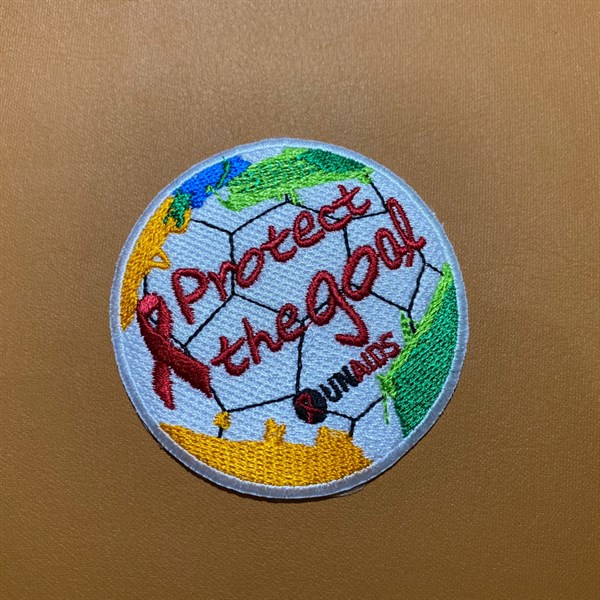 Protect
the goal
UNAIDS